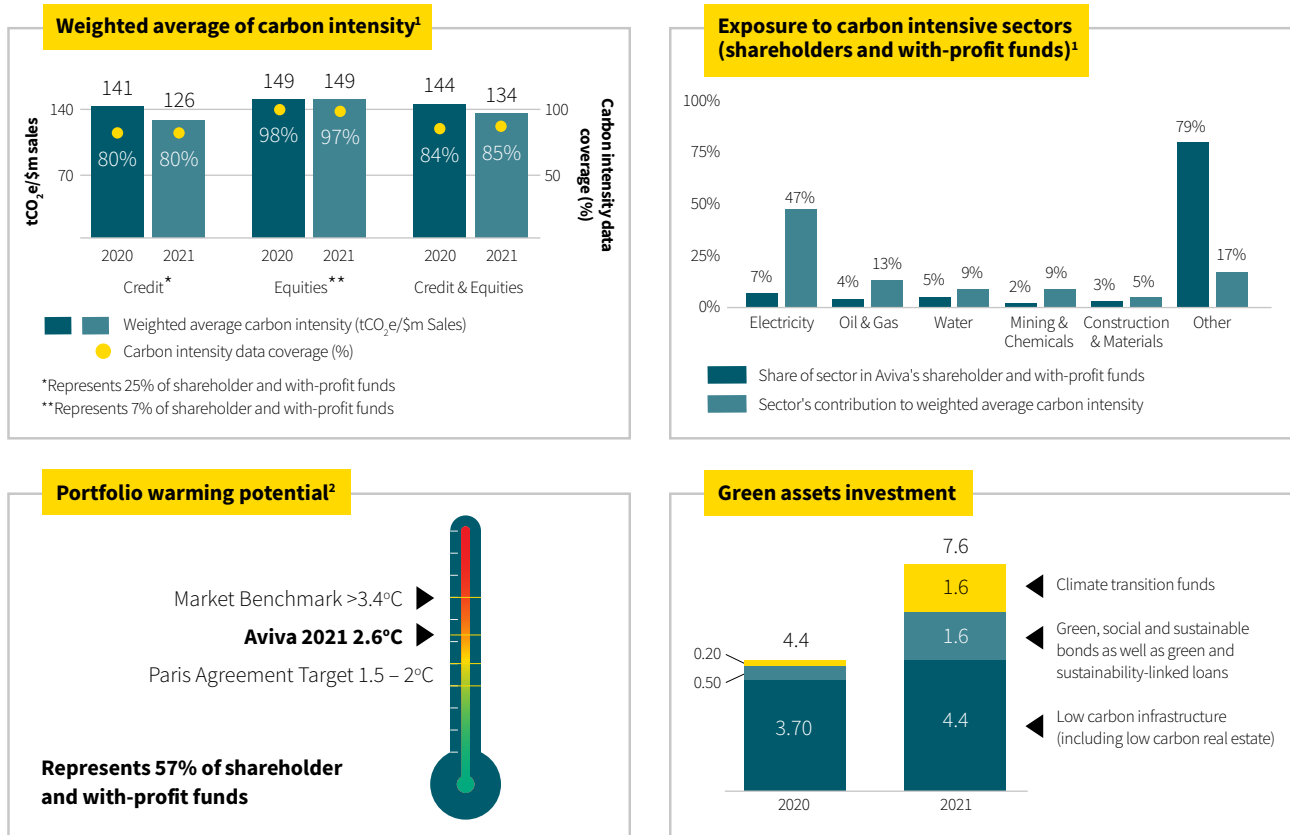 Weighted average of carbon intensity¹
141
126
149
149
144
134
140
70
100
50
tCO₂e/$m sales
Carbon intensity data
coverage (%)
80%
80%
98%
97%
84%
85%
2020
2021
2020
2021
2020
2021
Credit*
Equities**
Credit & Equities
Weighted average carbon intensity (tCO₂e/$m Sales)
Carbon intensity data coverage (%)
*Represents 25% of shareholder and with-profit funds
**Represents 7% of shareholder and with-profit funds
Exposure to carbon intensive sectors
(shareholders and with-profit funds)¹
100%
75%
50%
25%
0%
7%
47%
4%
13%
5%
9%
2%
9%
3%
5%
79%
17%
Electricity
Oil & Gas
Water
Mining &
Chemicals
Construction
& Materials
Other
Share of sector in Aviva's shareholder and with-profit funds
Sector's contribution to weighted average carbon intensity
Portfolio warming potential²
Market Benchmark >3.4°C
Aviva 2021 2.6°C
Paris Agreement Target 1.5 – 2°C
Represents 57% of shareholder
and with-profit funds
Green assets investment
4.4
0.20
0.50
3.70
7.6
1.6
1.6
4.4
2020
2021
Climate transition funds
Green, social and sustainable
bonds as well as green and
sustainability-linked loans
Low carbon infrastructure
(including low carbon real estate)